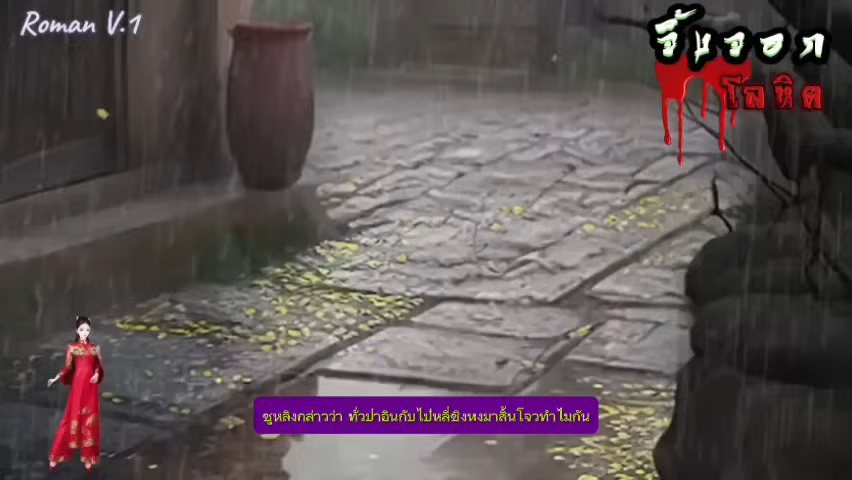 Roman V.1
จิ้นจอก
โลหิต
ซูหลิงกล่าวว่า ทั่วปาอินกับไป๋หลี่ชิงหงมาลั้นโจวทำไมกัน